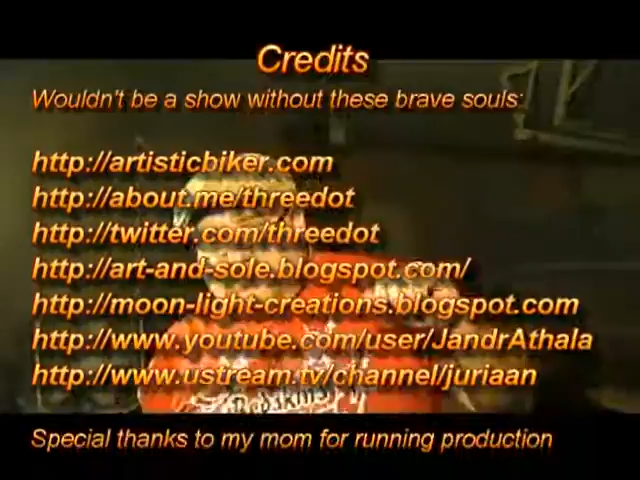 Credits
Wouldn't be a show without these brave souls:
http://artisticbiker.com
http://about.me/threedot
http://twitter.com/threedot
http://art-and-sole.blogspot.com/
http://moon-light-creations.blogspot.com
http://www.youtube.com/user/JandrAthala
http://www.ustream.tv/channel/juriaan
Special thanks to my mom for running production